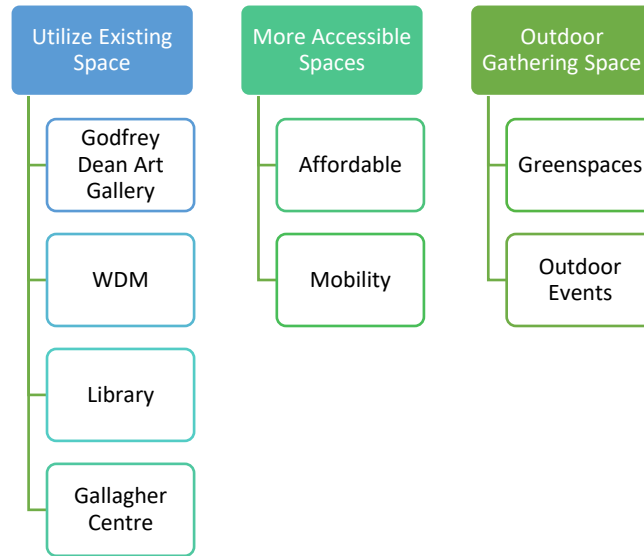 Utilize Existing
Space
Godfrey
Dean Art
Gallery
WDM
Library
Gallagher
Centre
More Accessible
Spaces
Affordable
Mobility
Outdoor
Gathering Space
Greenspaces
Outdoor
Events